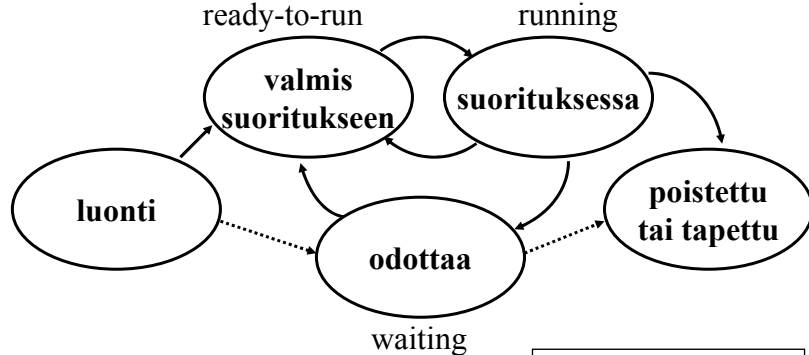 ready-to-run
running
valmis
suoritukseen
suorituksessa
luonti
poistettu
tai tapettu
odottaa
waiting